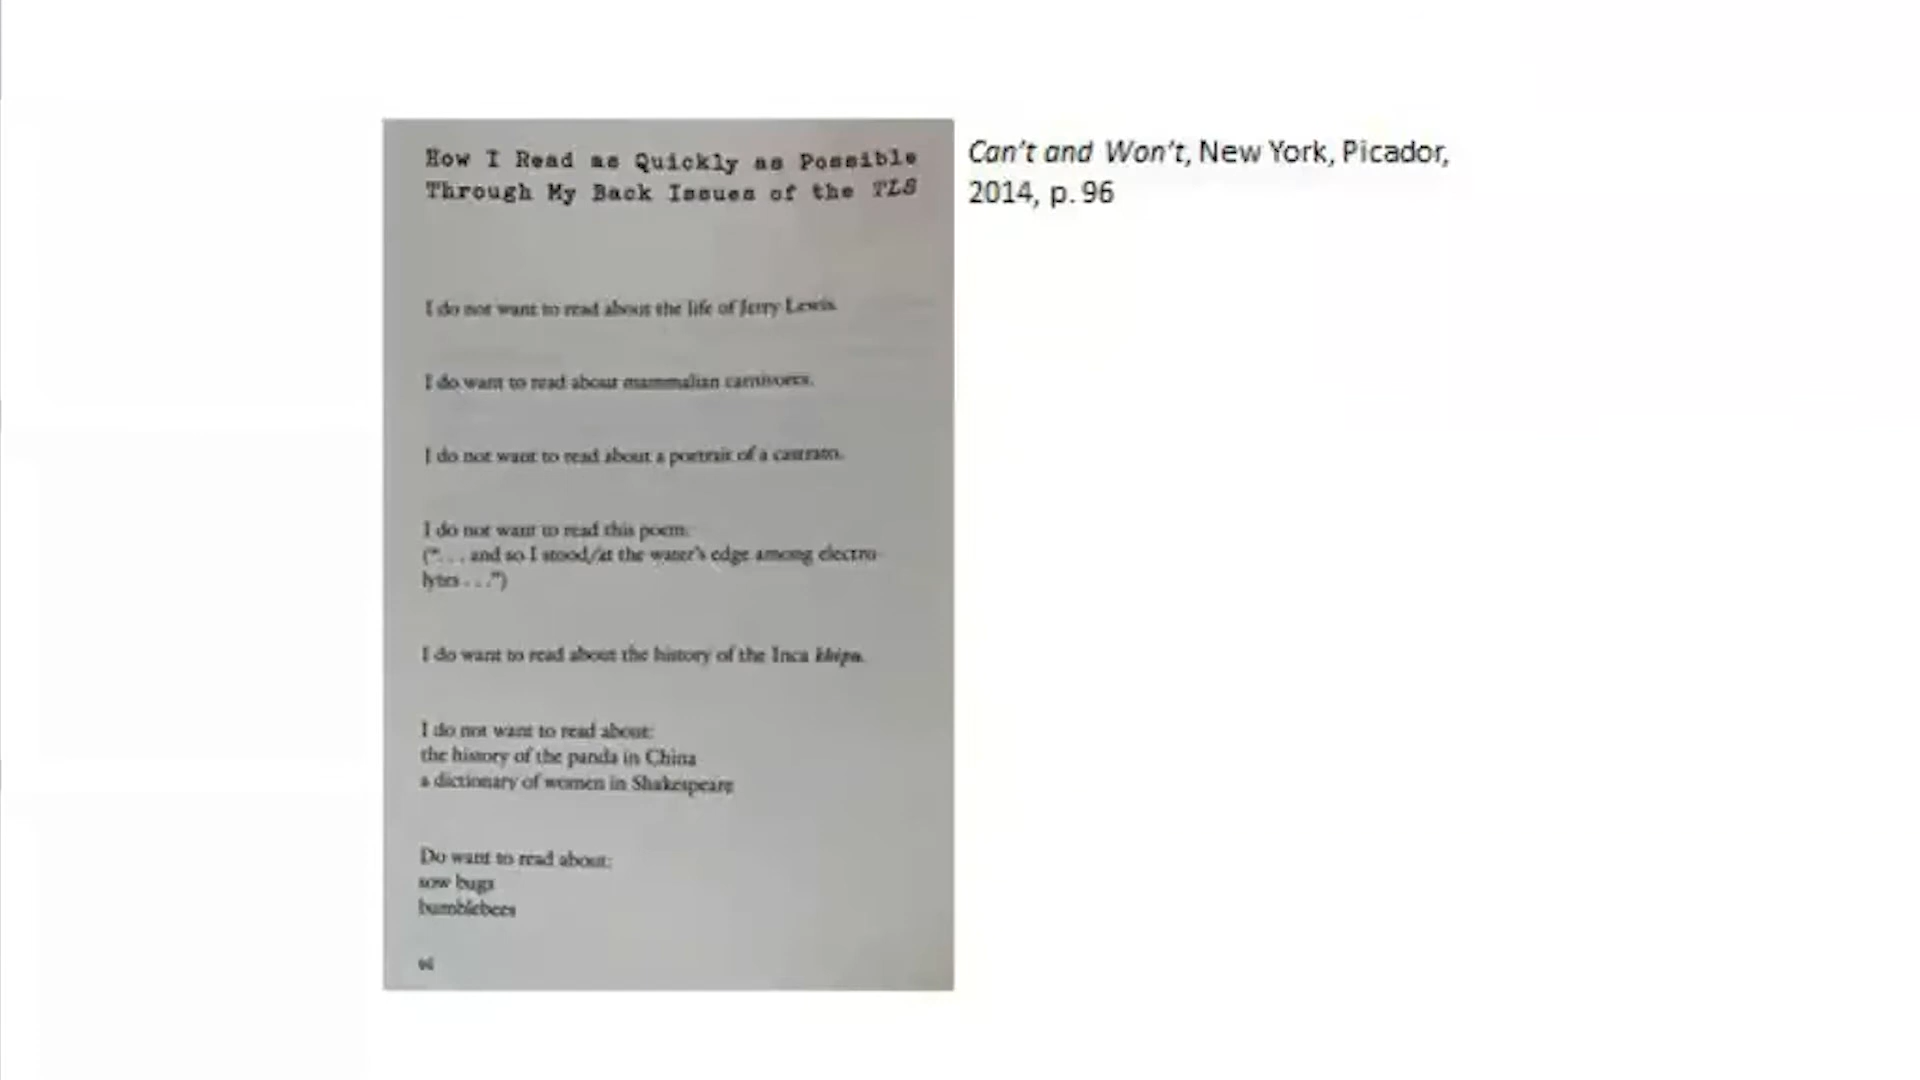 How I Read as Quickly as Possible
Through My Back Issues of the TLS
I do not want to read about the life of Jerry Lewis.
I do want to read about mammalian carnivores.
I do not want to read about a portrait of a castrato.
I do not want to read this poem:
(“. . . and so I stood/at the water’s edge among electro-
lytes . . .”)
I do want to read about the history of the Inca khipu.
I do not want to read about:
the history of the panda in China
a dictionary of women in Shakespeare
Do want to read about:
sow bugs
bumblebees
96
Can’t and Won’t, New York, Picador,
2014, p. 96